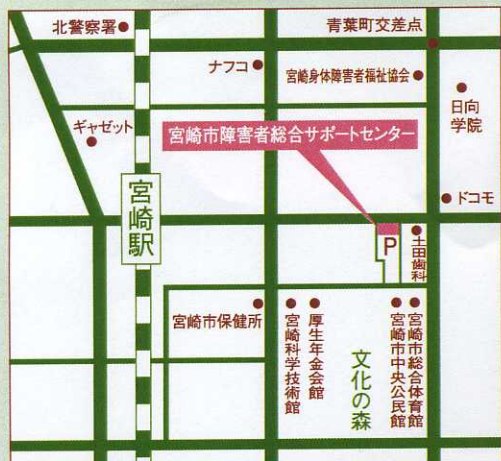 北警察署
青葉町交差点
ナフコ
宮崎身体障害者福祉協会
日向
学院
ギャゼット
宮崎市障害者総合サポートセンター
宮崎駅
ドコモ
P
土田歯科
宮崎市保健所
宮崎科学技術館
厚生年金会館
文化の森
宮崎市中央公民館
宮崎市総合体育館